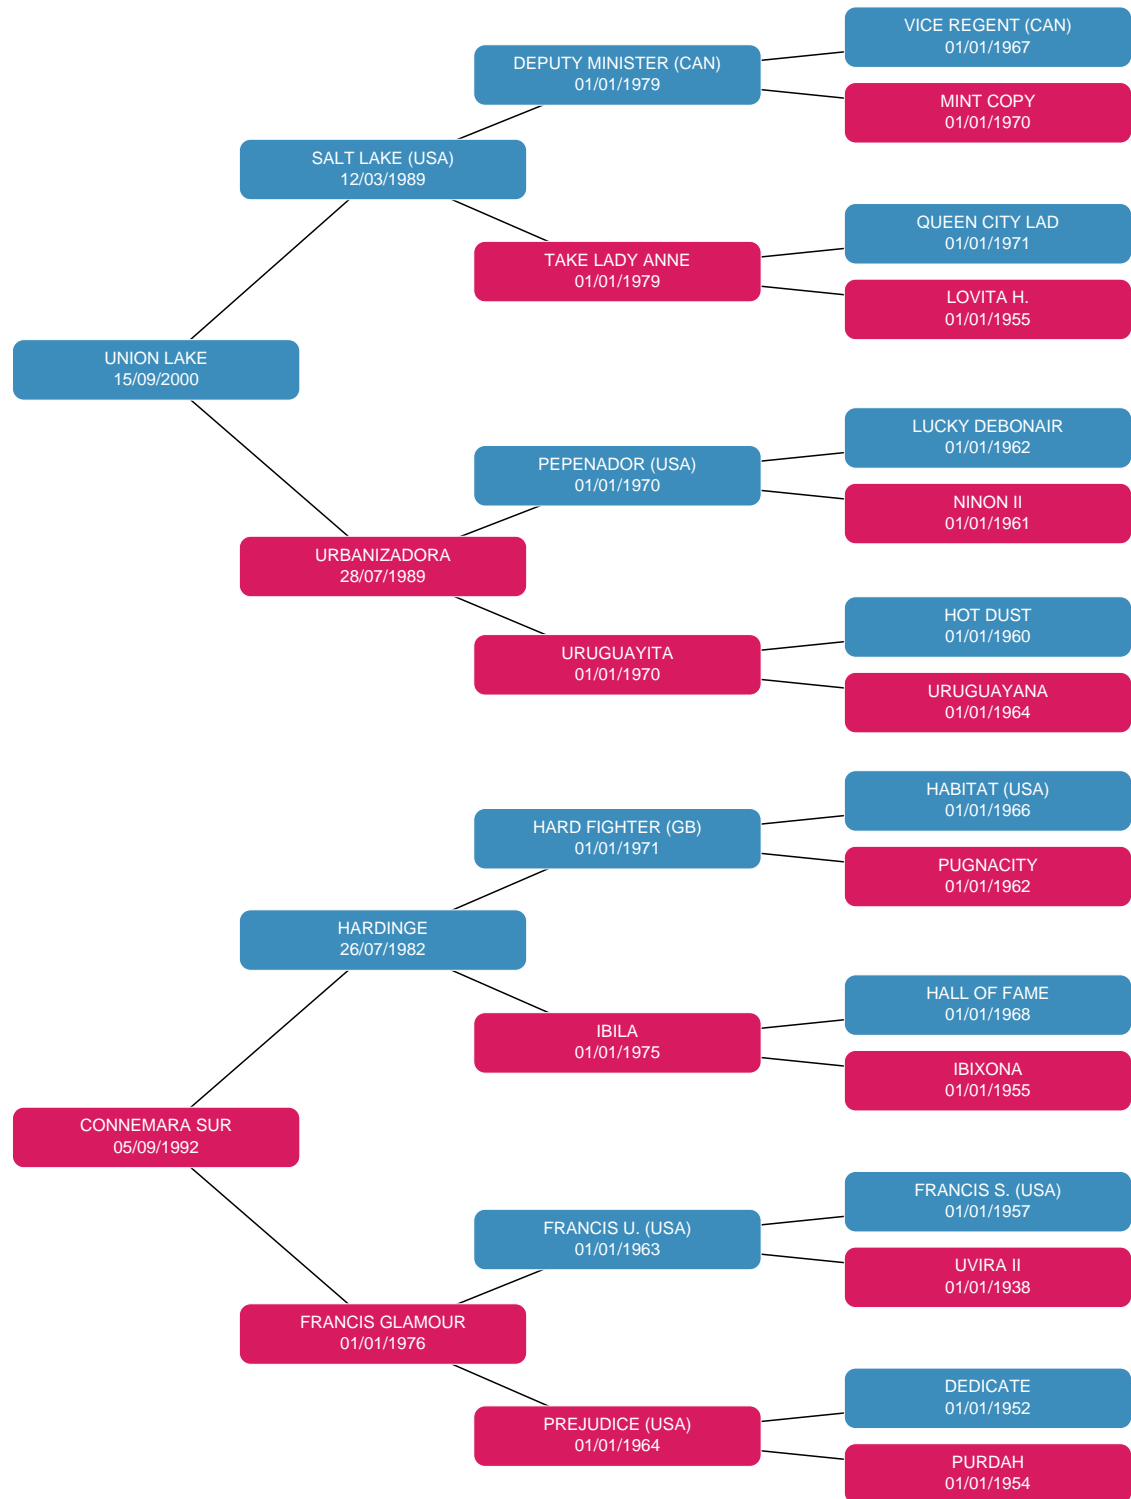 VICE REGENT (CAN)
01/01/1967
DEPUTY MINISTER (CAN)
01/01/1979
MINT COPY
01/01/1970
SALT LAKE (USA)
12/03/1989
QUEEN CITY LAD
01/01/1971
TAKE LADY ANNE
01/01/1979
LOVITA H.
01/01/1955
UNION LAKE
15/09/2000
LUCKY DEBONAIR
01/01/1962
PEPENADOR (USA)
01/01/1970
NINON II
01/01/1961
URBANIZADORA
28/07/1989
HOT DUST
01/01/1960
URUGUAYITA
01/01/1970
URUGUAYANA
01/01/1964
HABITAT (USA)
01/01/1966
HARD FIGHTER (GB)
01/01/1971
PUGNACITY
01/01/1962
HARDINGE
26/07/1982
HALL OF FAME
01/01/1968
IBILA
01/01/1975
IBIXONA
01/01/1955
CONNEMARA SUR
05/09/1992
FRANCIS S. (USA)
01/01/1957
FRANCIS U. (USA)
01/01/1963
UVIRA II
01/01/1938
FRANCIS GLAMOUR
01/01/1976
DEDICATE
01/01/1952
PREJUDICE (USA)
01/01/1964
PURDAH
01/01/1954